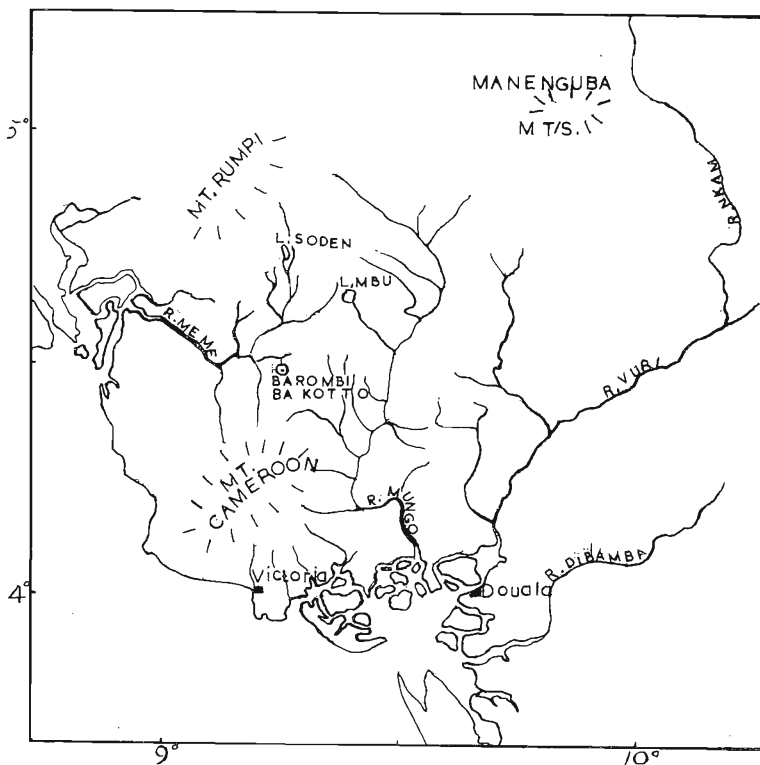 MANENGUBA
MT/S.
5°
MT. RUMPI
R. NKAM
L. SODEN
L. MBU
R. MEME
BAROMBI
BA KOTTO
R. VURI
MT.
CAMEROON
R. MUNGO
R. DIBAMBA
Victoria
Douala
4°
9°
10°